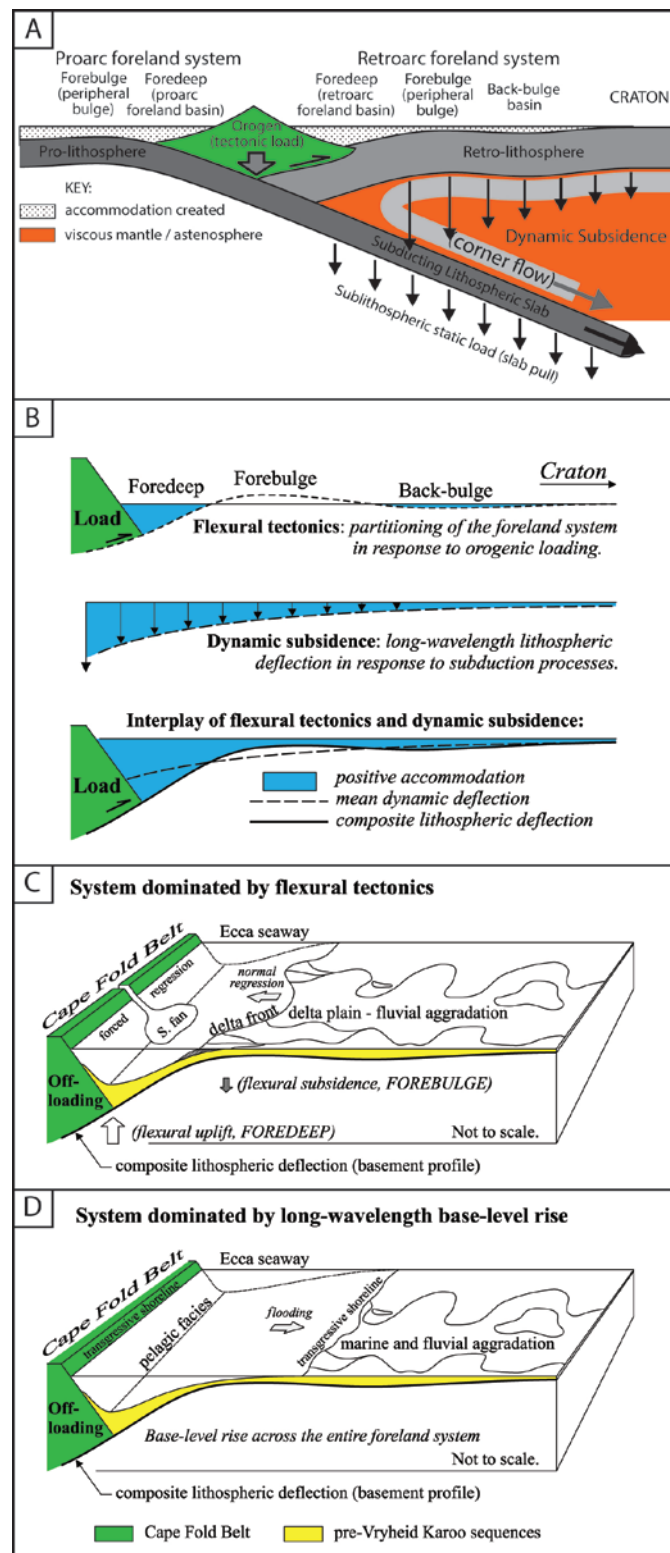 A
Proarc foreland system
Retroarc foreland system
Forebulge
(peripheral
bulge)
Foredeep
(proarc
foreland basin)
Foredeep
(retroarc
foreland basin)
Forebulge
(peripheral
bulge)
Back-bulge
basin
CRATON
Orogen
(tectonic load)
Pro-lithosphere
Retro-lithosphere
KEY:
accommodation created
viscous mantle / astenosphere
Dynamic Subsidence
(corner flow)
Subducting Lithospheric Slab
Sublithospheric static load (slab pull)
B
Foredeep
Forebulge
Back-bulge
Craton
Load
Flexural tectonics: partitioning of the foreland system
in response to orogenic loading.
Dynamic subsidence: long-wavelength lithospheric
deflection in response to subduction processes.
Interplay of flexural tectonics and dynamic subsidence:
Load
positive accommodation
mean dynamic deflection
composite lithospheric deflection
C
System dominated by flexural tectonics
Cape Fold Belt
Ecca seaway
forced
regression
S. fan
normal
regression
delta front
delta plain - fluvial aggradation
Off-
loading
(flexural subsidence, FOREBULGE)
(flexural uplift, FOREDEEP)
Not to scale.
composite lithospheric deflection (basement profile)
D
System dominated by long-wavelength base-level rise
Cape Fold Belt
Ecca seaway
transgressive shoreline
pelagic facies
flooding
transgressive shoreline
marine and fluvial aggradation
Off-
loading
Base-level rise across the entire foreland system
Not to scale.
composite lithospheric deflection (basement profile)
Cape Fold Belt
pre-Vryheid Karoo sequences